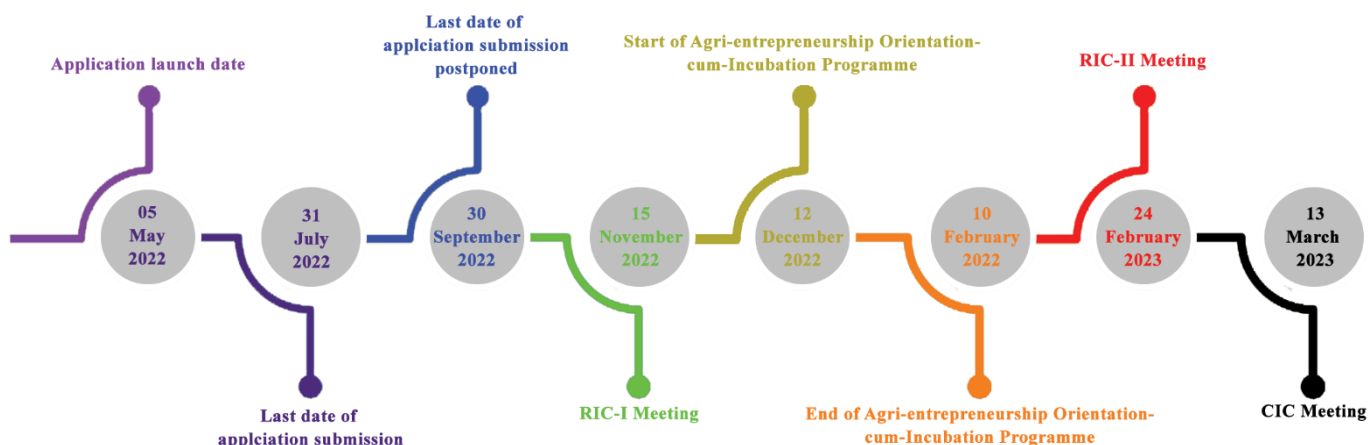 Application launch date
Last date of
applciation submission
postponed
Start of Agri-entrepreneurship Orientation-
cum-Incubation Programme
RIC-II Meeting
05
May
2022
31
July
2022
30
September
2022
15
November
2022
12
December
2022
10
February
2022
24
February
2023
13
March
2023
Last date of
applciation submission
RIC-I Meeting
End of Agri-entrepreneurship Orientation-
cum-Incubation Programme
CIC Meeting